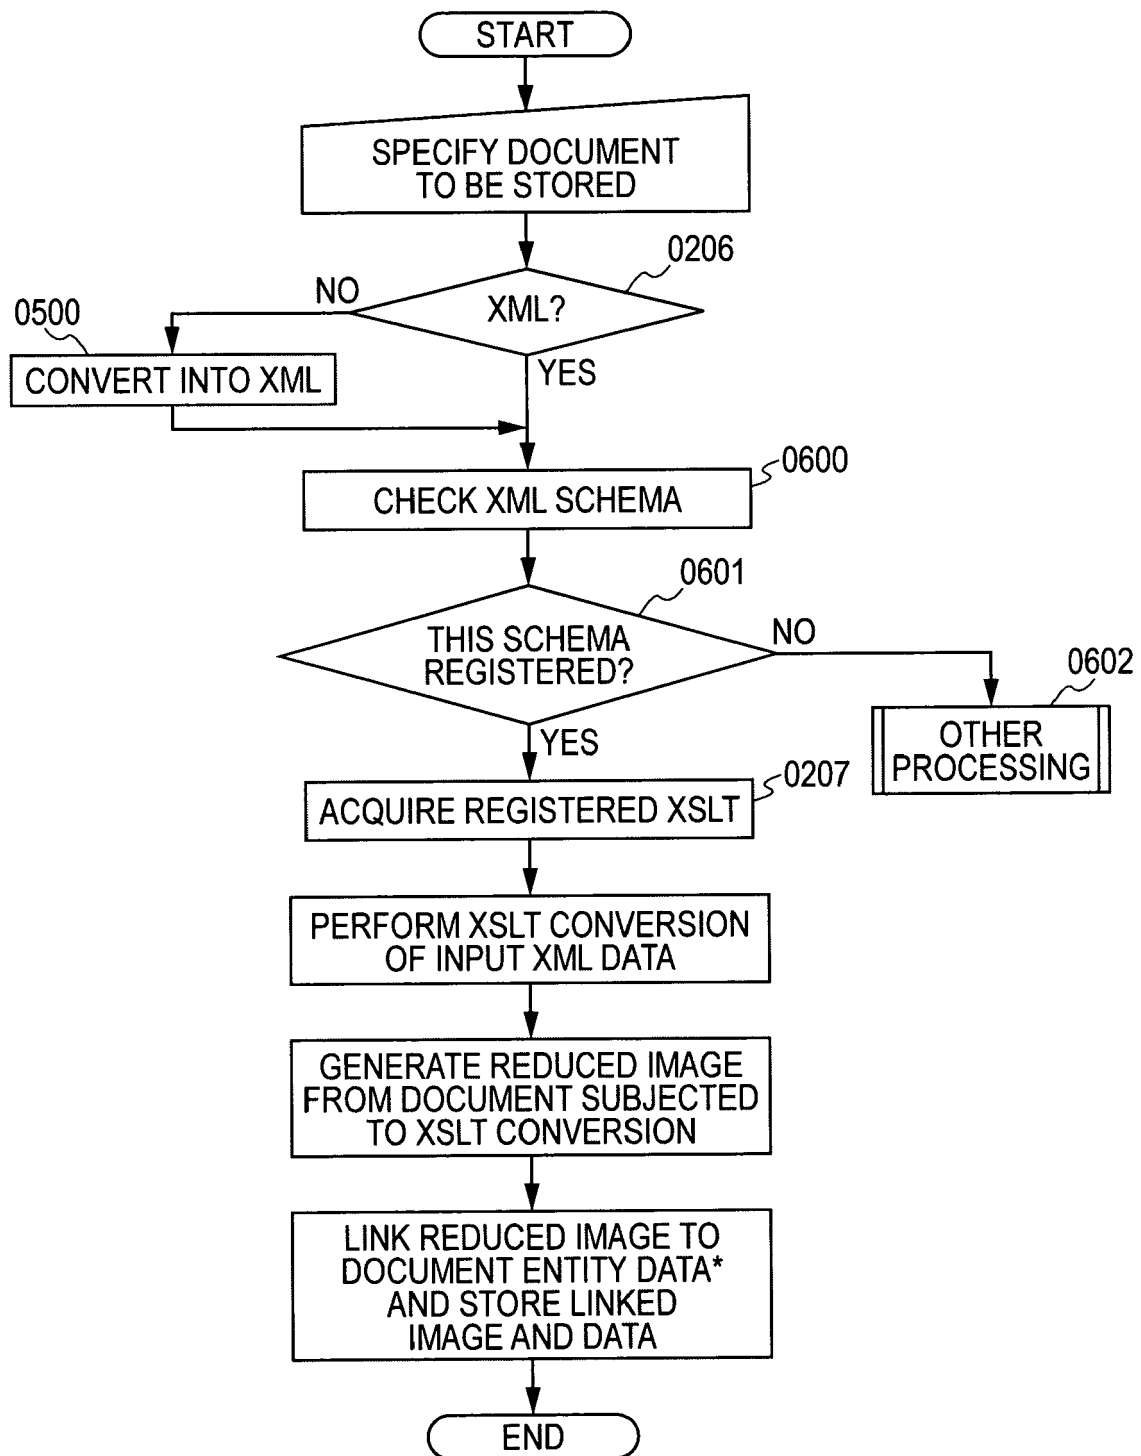 START
SPECIFY DOCUMENT
TO BE STORED
0206
NO
XML?
0500
YES
CONVERT INTO XML
0600
CHECK XML SCHEMA
0601
THIS SCHEMA
REGISTERED?
NO
0602
YES
OTHER
PROCESSING
0207
ACQUIRE REGISTERED XSLT
PERFORM XSLT CONVERSION
OF INPUT XML DATA
GENERATE REDUCED IMAGE
FROM DOCUMENT SUBJECTED
TO XSLT CONVERSION
LINK REDUCED IMAGE TO
DOCUMENT ENTITY DATA*
AND STORE LINKED
IMAGE AND DATA
END